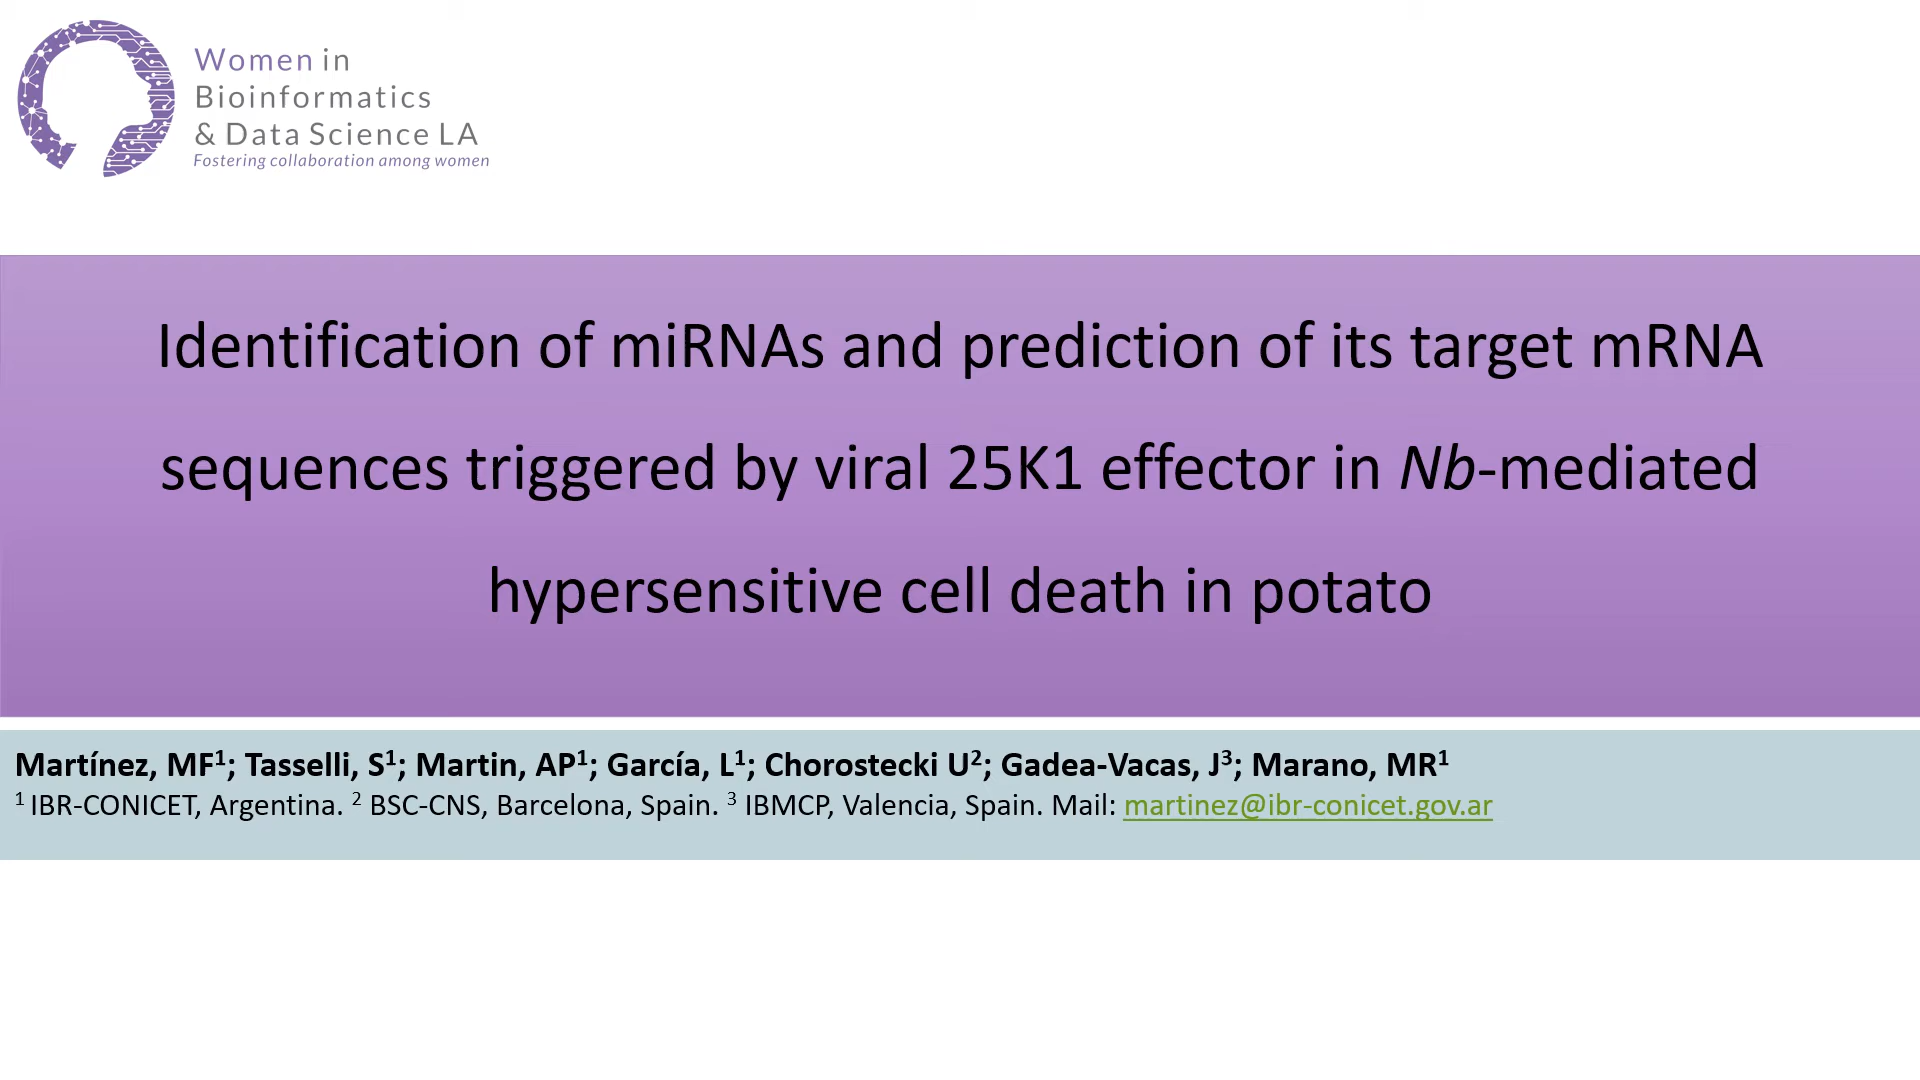 Women in
Bioinformatics
& Data Science LA
Fostering collaboration among women
Identification of miRNAs and prediction of its target mRNA
sequences triggered by viral 25K1 effector in Nb-mediated
hypersensitive cell death in potato
Martínez, MF¹; Tasselli, S¹; Martin, AP¹; García, L¹; Chorostecki U²; Gadea-Vacas, J³; Marano, MR¹
¹ IBR-CONICET, Argentina. ² BSC-CNS, Barcelona, Spain. ³ IBMCP, Valencia, Spain. Mail: martinez@ibr-conicet.gov.ar